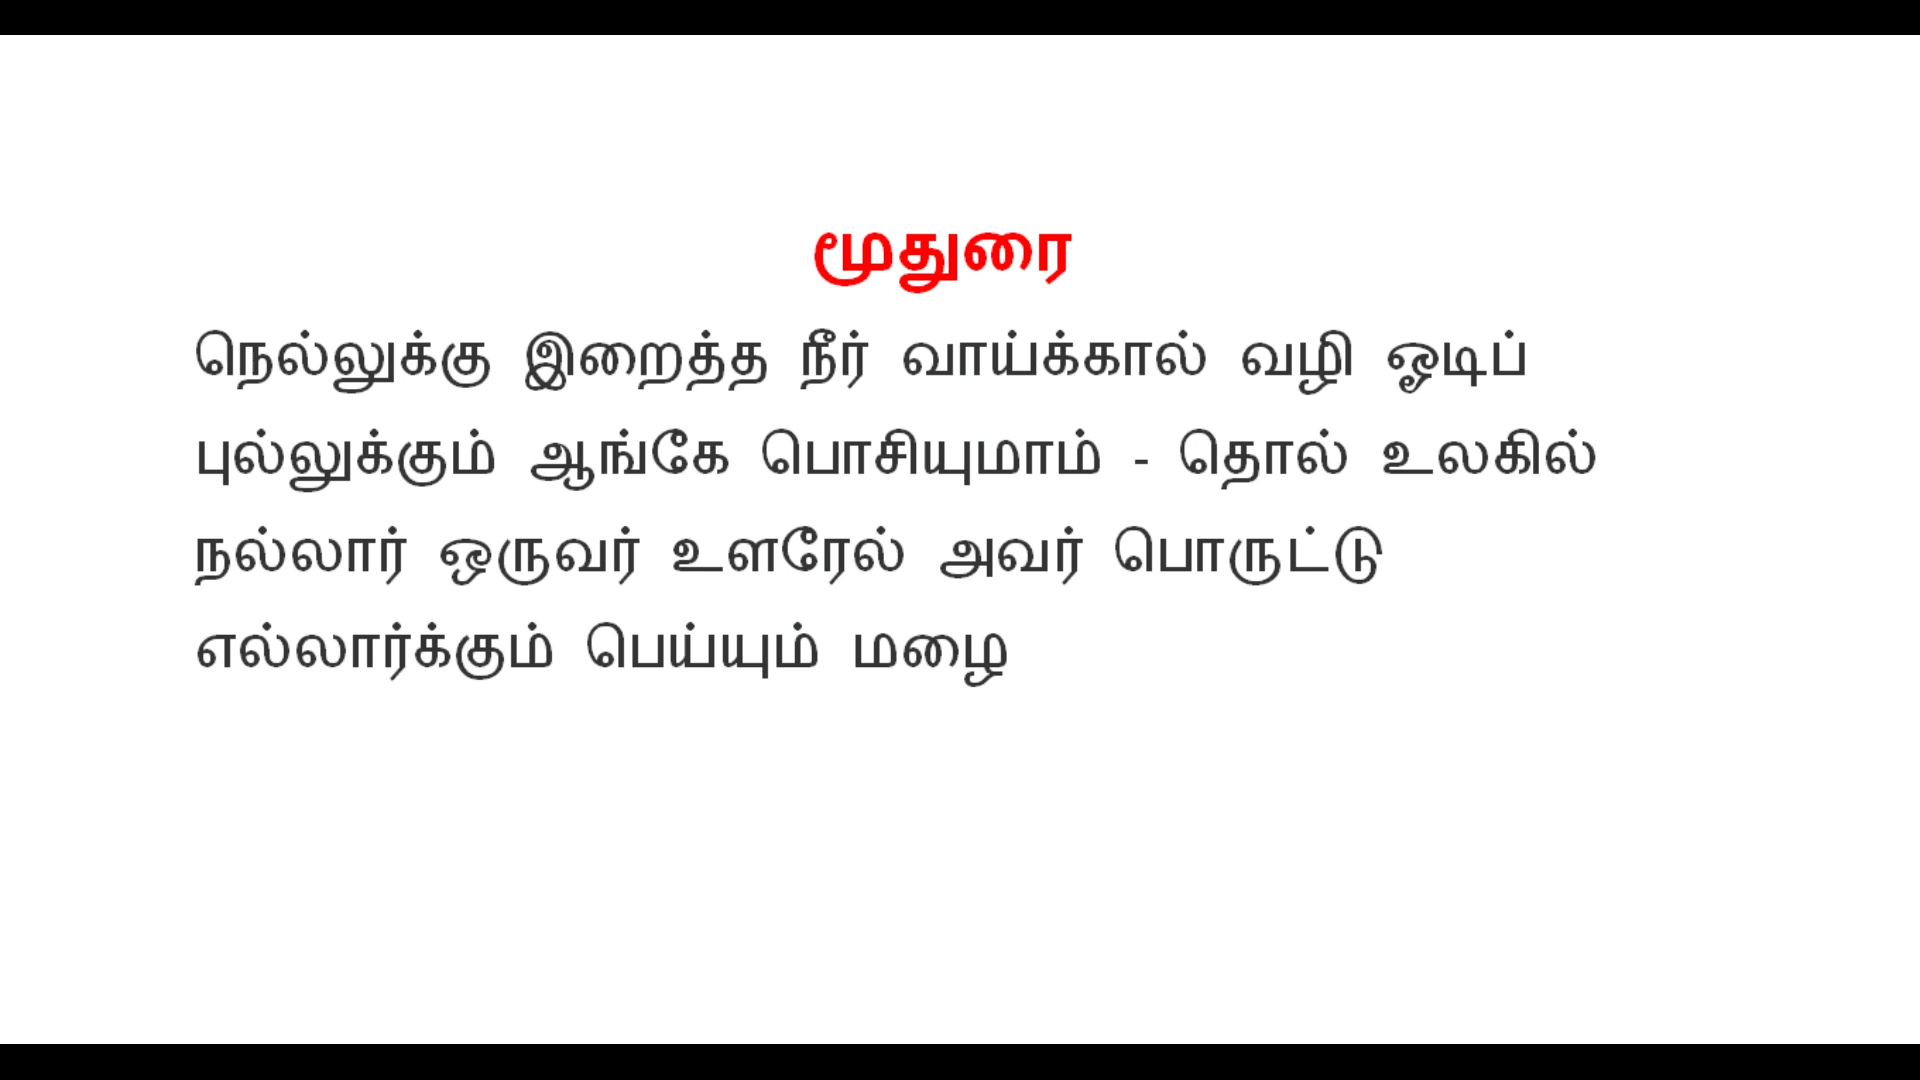 மூதுரை
நெல்லுக்கு இறைத்த நீர் வாய்க்கால் வழி ஓடிப்
புல்லுக்கும் ஆங்கே பொசியுமாம் - தொல் உலகில்
நல்லார் ஒருவர் உளரேல் அவர் பொருட்டு
எல்லார்க்கும் பெய்யும் மழை